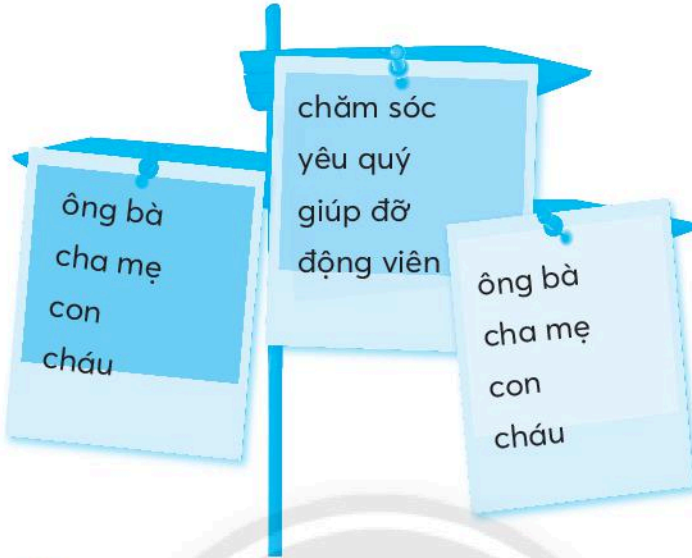 ông bà
cha mẹ
con
cháu
chăm sóc
yêu quý
giúp đỡ
động viên
ông bà
cha mẹ
con
cháu